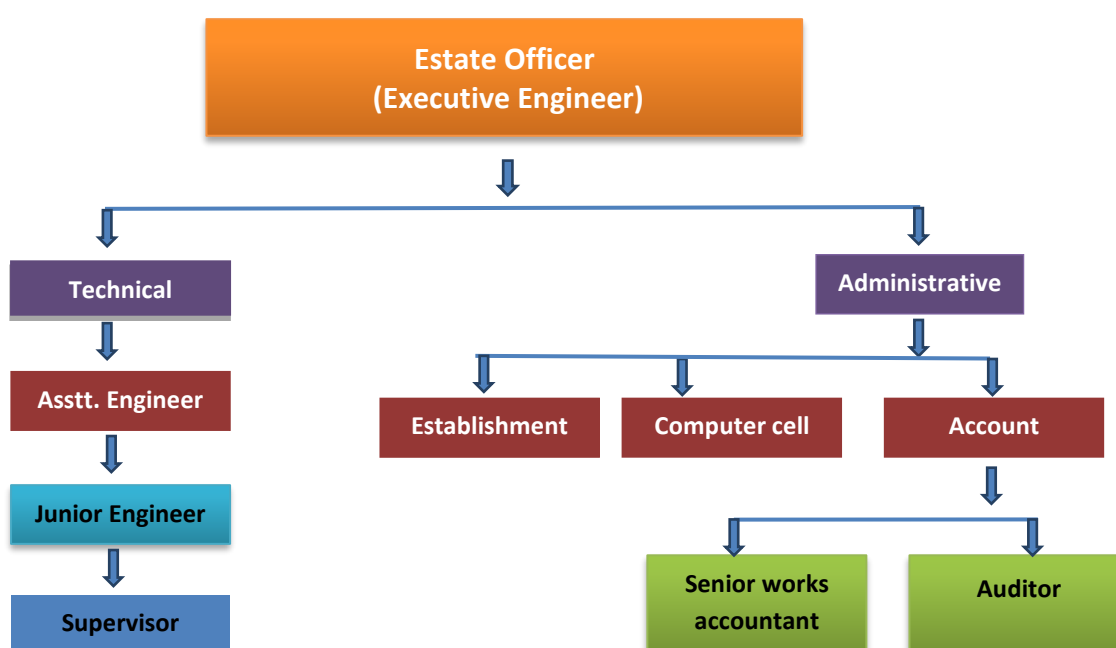 Estate Officer
(Executive Engineer)
Technical
Administrative
Asstt. Engineer
Establishment
Computer cell
Account
Junior Engineer
Senior works
accountant
Auditor
Supervisor